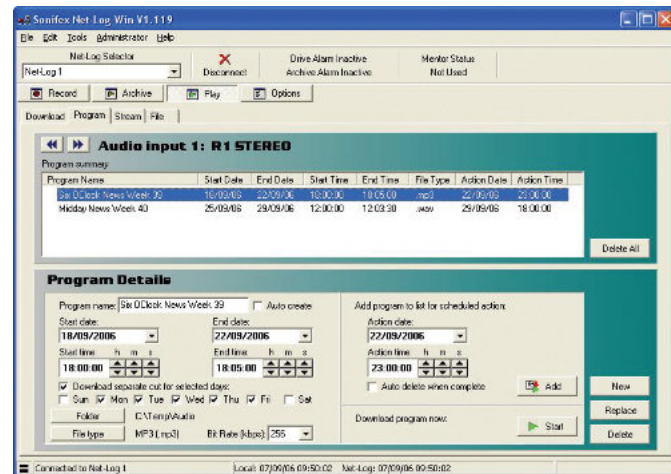 Sonifex Net-Log Win V1.119
File Edit Tools Administrator Help
Net-Log Selector
Net-Log 1
Disconnect
Drive Alarm Inactive
Archive Alarm Inactive
Mentor Status
Not Used
Record Archive Play Options
Download Program Stream File
Audio input 1: R1 STEREO
Program summary
Program Name Start Date End Date Start Time End Time File Type Action Date Action Time
Six OClock News Week 39 18/09/06 22/09/06 18:00:00 18:05:00 .mp3 22/09/06 23:00:00
Midday News Week 40 25/09/06 29/09/06 12:00:00 12:03:30 .wav 29/09/06 18:00:00
Delete All
Program Details
Program name: Six OClock News Week 39 Auto create
Start date: End date:
18/09/2006 22/09/2006
Start time h m s End time: h m s
18:00:00 18:05:00
Download separate cut for selected days:
Sun Mon Tue Wed Thu Fri Sat
Folder C:\Temp\Audio
File type MP3 (.mp3) Bit Rate (kbps): 256
Add program to list for scheduled action:
Action date:
22/09/2006
Action time h m s
23:00:00
Auto delete when complete Add
Download program now: Start
New
Replace
Delete
Connected to Net-Log 1 Local: 07/09/06 09:50:02 Net-Log: 07/09/06 09:50:02